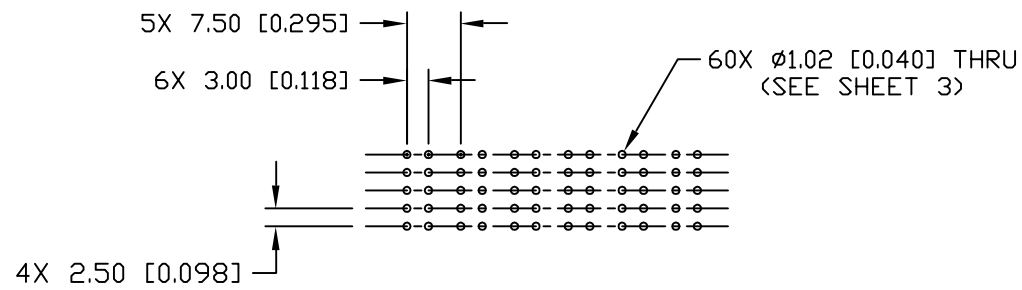 5X 7.50 [0.295]
60X Ø1.02 [0.040] THRU
(SEE SHEET 3)
6X 3.00 [0.118]
4X 2.50 [0.098]